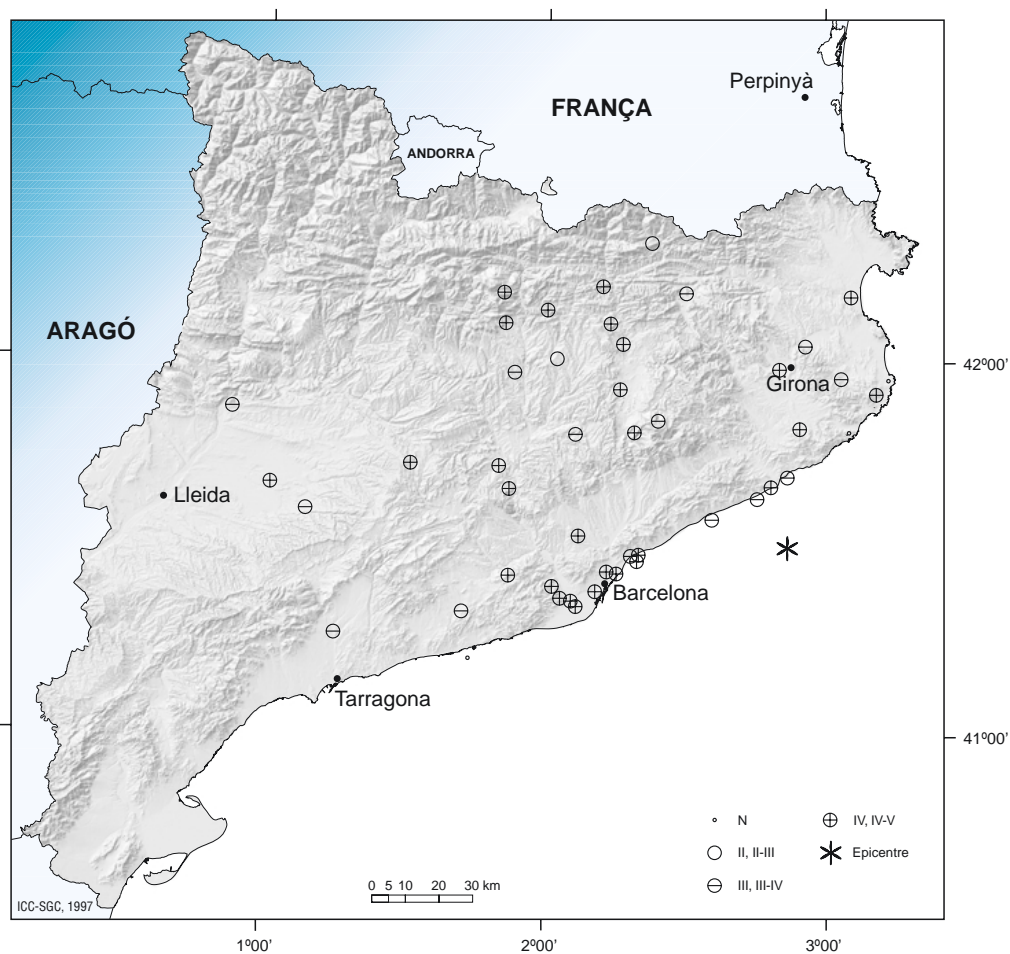 Perpinyà
FRANÇA
ANDORRA
ARAGÓ
42º00'
Girona
Lleida
Barcelona
Tarragona
41º00'
N
IV, IV-V
II, II-III
Epicentre
III, III-IV
0 5 10 20 30 km
ICC-SGC, 1997
1º00'
2º00'
3º00'